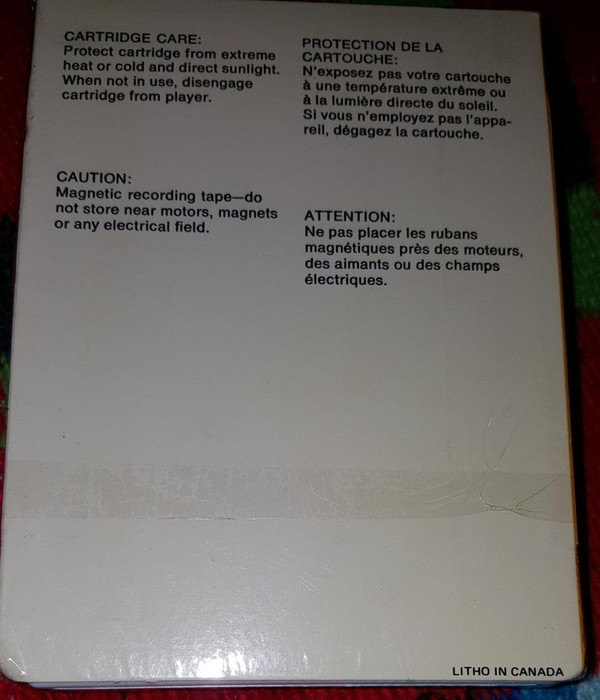 CARTRIDGE CARE:
Protect cartridge from extreme
heat or cold and direct sunlight.
When not in use, disengage
cartridge from player.
CAUTION:
Magnetic recording tape—do
not store near motors, magnets
or any electrical field.
PROTECTION DE LA
CARTOUCHE:
N'exposez pas votre cartouche
à une température extrême ou
à la lumière directe du soleil.
Si vous n'employez pas l'appa-
reil, dégagez la cartouche.
ATTENTION:
Ne pas placer les rubans
magnétiques près des moteurs,
des aimants ou des champs
électriques.
LITHO IN CANADA